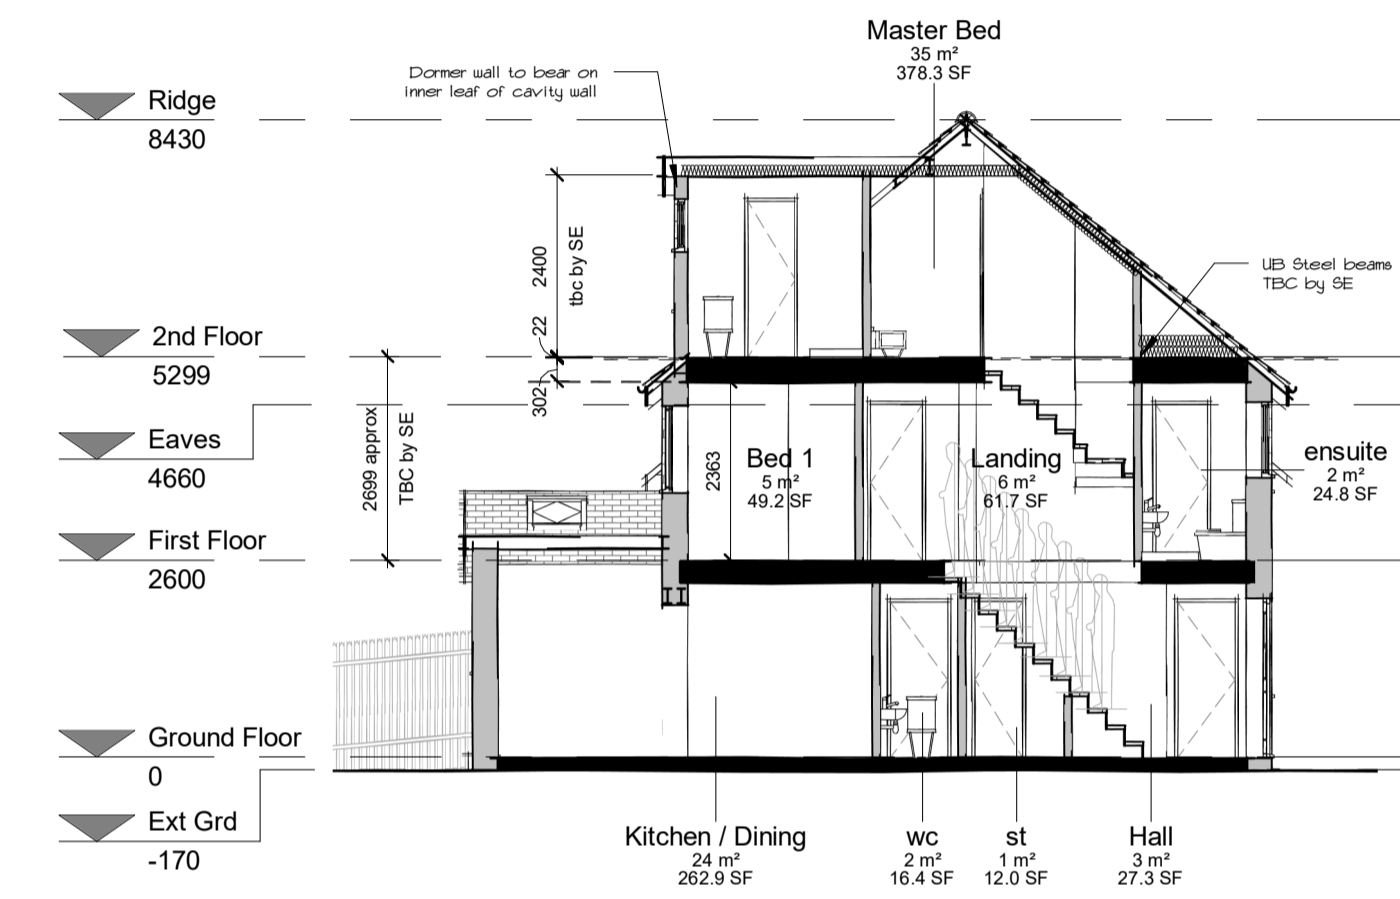 Master Bed
35 m²
378.3 SF
Dormer wall to bear on
inner leaf of cavity wall
Ridge
8430
2400
tbc by SE
22
302
UB Steel beams
TBC by SE
2nd Floor
5299
2699 approx
TBC by SE
Eaves
4660
2363
Bed 1
5 m²
49.2 SF
Landing
6 m²
61.7 SF
ensuite
2 m²
24.8 SF
First Floor
2600
Ground Floor
0
Ext Grd
-170
Kitchen / Dining
24 m²
262.9 SF
wc
2 m²
16.4 SF
st
1 m²
12.0 SF
Hall
3 m²
27.3 SF